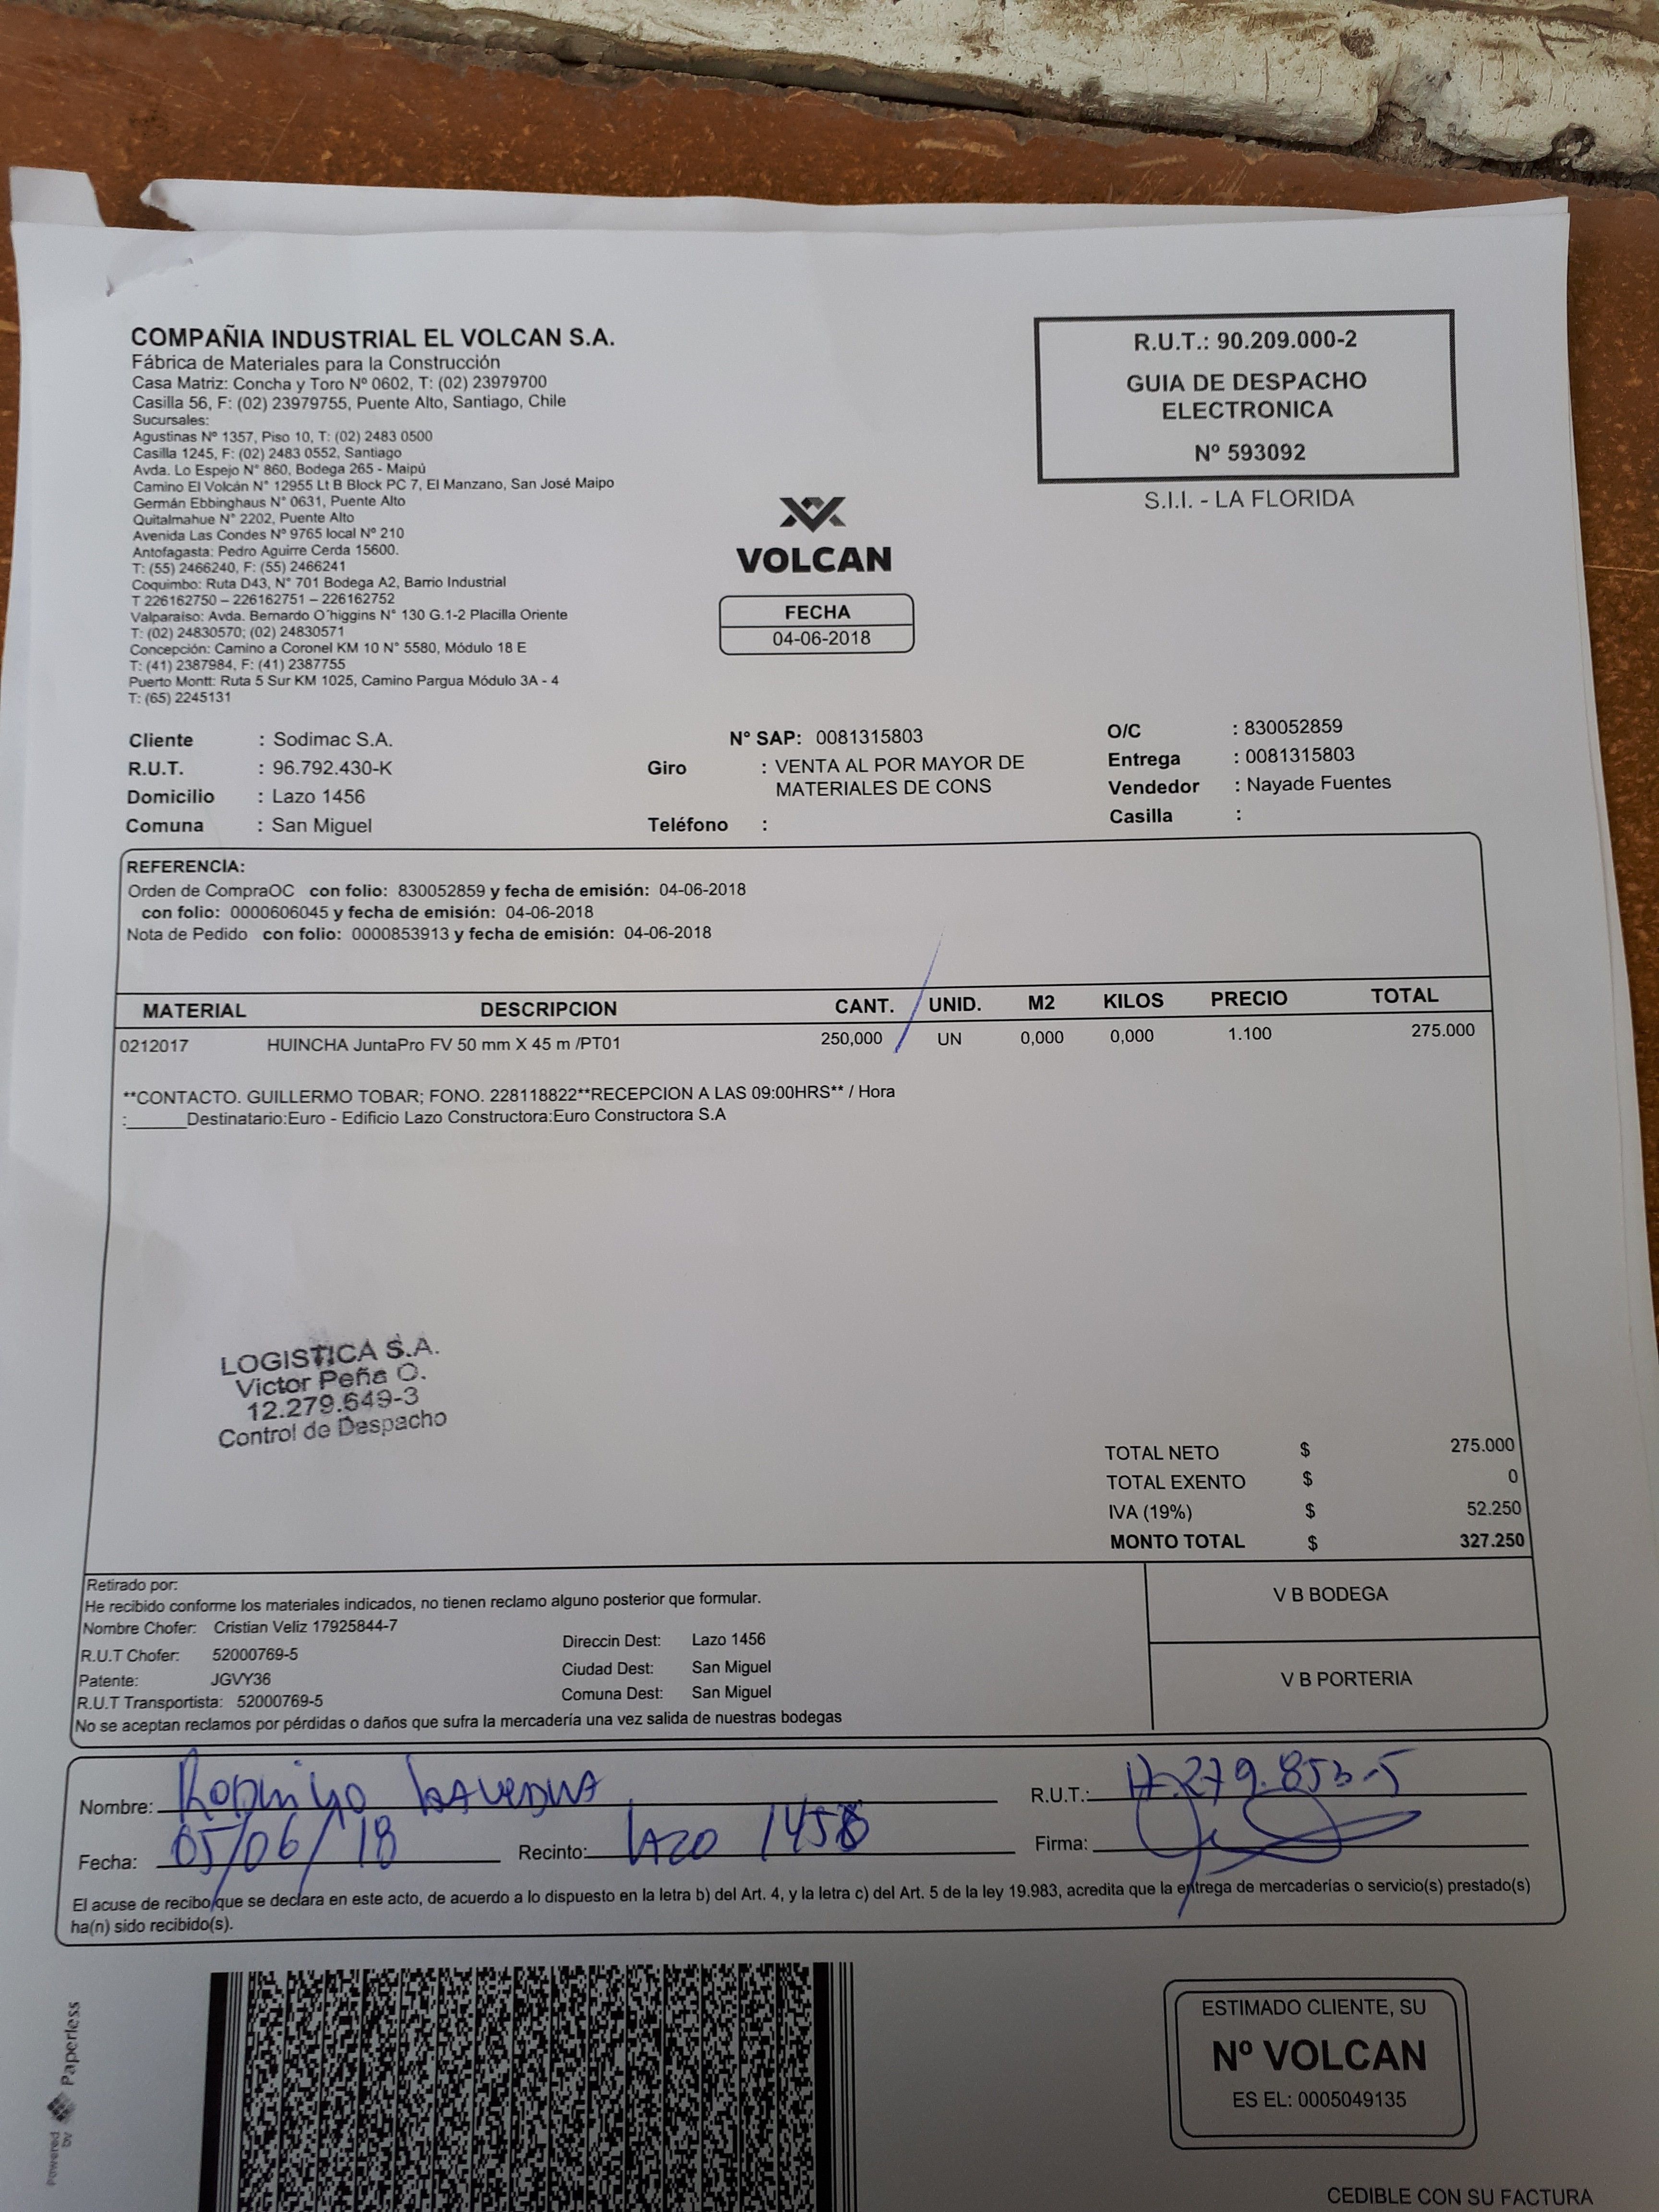 COMPAÑIA INDUSTRIAL EL VOLCAN S.A.
Fábrica de Materiales para la Construcción
Casa Matriz: Concha y Toro Nº 0602, T: (02) 23979700
Casilla 56, F: (02) 23979755, Puente Alto, Santiago, Chile
Sucursales:
Agustinas Nº 1357, Piso 10, T: (02) 2483 0500
Casilla 1245, F: (02) 2483 0552, Santiago
Avda. Lo Espejo N° 860, Bodega 265 - Maipú
Camino El Volcán N° 12955 Lt B Block PC 7, El Manzano, San José Maipo
Germán Ebbinghaus N° 0631, Puente Alto
Quitalmahue N° 2202, Puente Alto
Avenida Las Condes Nº 9765 local Nº 210
Antofagasta: Pedro Aguirre Cerda 15600.
T: (55) 2466240, F: (55) 2466241
Coquimbo: Ruta D43, N° 701 Bodega A2, Barrio Industrial
T 226162750 – 226162751 – 226162752
Valparaíso: Avda. Bernardo O´higgins N° 130 G.1-2 Placilla Oriente
T: (02) 24830570; (02) 24830571
Concepción: Camino a Coronel KM 10 N° 5580, Módulo 18 E
T: (41) 2387984, F: (41) 2387755
Puerto Montt: Ruta 5 Sur KM 1025, Camino Pargua Módulo 3A - 4
T: (65) 2245131
R.U.T.: 90.209.000-2
GUIA DE DESPACHO
ELECTRONICA
Nº 593092
S.I.I. - LA FLORIDA
VOLCAN
FECHA
04-06-2018
Cliente : Sodimac S.A.
R.U.T. : 96.792.430-K
Domicilio : Lazo 1456
Comuna : San Miguel
N° SAP: 0081315803
Giro : VENTA AL POR MAYOR DE
MATERIALES DE CONS
Teléfono :
O/C : 830052859
Entrega : 0081315803
Vendedor : Nayade Fuentes
Casilla :
REFERENCIA:
Orden de CompraOC con folio: 830052859 y fecha de emisión: 04-06-2018
con folio: 0000606045 y fecha de emisión: 04-06-2018
Nota de Pedido con folio: 0000853913 y fecha de emisión: 04-06-2018
MATERIAL DESCRIPCION CANT. UNID. M2 KILOS PRECIO TOTAL
0212017 HUINCHA JuntaPro FV 50 mm X 45 m /PT01 250,000 UN 0,000 0,000 1.100 275.000
**CONTACTO. GUILLERMO TOBAR; FONO. 228118822**RECEPCION A LAS 09:00HRS** / Hora
:______Destinatario:Euro - Edificio Lazo Constructora:Euro Constructora S.A
LOGISTICA S.A.
Victor Peña O.
12.279.649-3
Control de Despacho
TOTAL NETO $ 275.000
TOTAL EXENTO $ 0
IVA (19%) $ 52.250
MONTO TOTAL $ 327.250
Retirado por:
He recibido conforme los materiales indicados, no tienen reclamo alguno posterior que formular.
Nombre Chofer: Cristian Veliz 17925844-7
R.U.T Chofer: 52000769-5
Patente: JGVY36
R.U.T Transportista: 52000769-5
Direccin Dest: Lazo 1456
Ciudad Dest: San Miguel
Comuna Dest: San Miguel
No se aceptan reclamos por pérdidas o daños que sufra la mercadería una vez salida de nuestras bodegas
V B BODEGA
V B PORTERIA
Nombre: Rodrigo
R.U.T.: 17.279.853-5
Fecha: 05/06/18
Recinto: Lazo 1456
Firma:
El acuse de recibo que se declara en este acto, de acuerdo a lo dispuesto en la letra b) del Art. 4, y la letra c) del Art. 5 de la ley 19.983, acredita que la entrega de mercaderías o servicio(s) prestado(s)
ha(n) sido recibido(s).
Powered by Paperless
ESTIMADO CLIENTE, SU
Nº VOLCAN
ES EL: 0005049135
CEDIBLE CON SU FACTURA